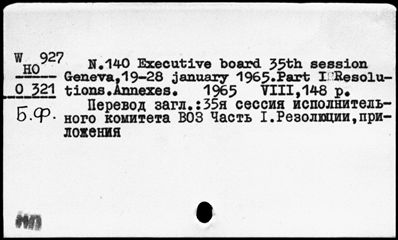 W 927
HO
N.140 Executive board 35th session
Geneva,19-28 january 1965.Part I Resolu-
O 321
tions.Annexes. 1965 VIII,148 p.
Перевод загл.:35я сессия исполнитель-
Б.Ф.
ного комитета ВОЗ Часть I.Резолюции,при-
ложения